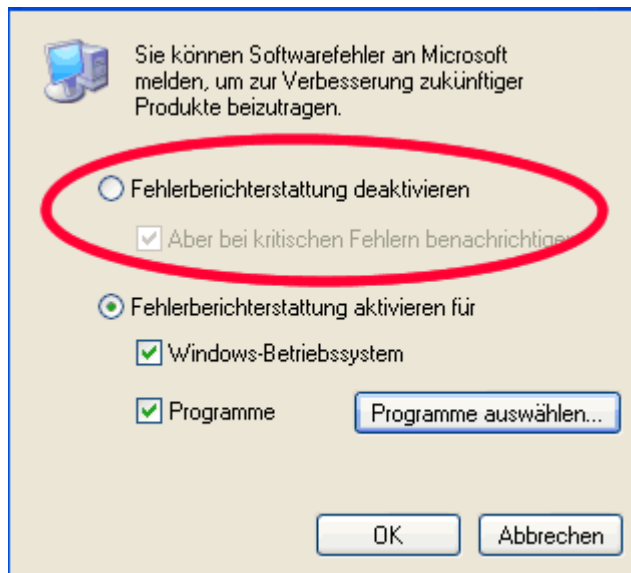 Sie können Softwarefehler an Microsoft
melden, um zur Verbesserung zukünftiger
Produkte beizutragen.
Fehlerberichterstattung deaktivieren
Aber bei kritischen Fehlern benachrichtigen
Fehlerberichterstattung aktivieren für
Windows-Betriebssystem
Programme Programme auswählen...
OK Abbrechen